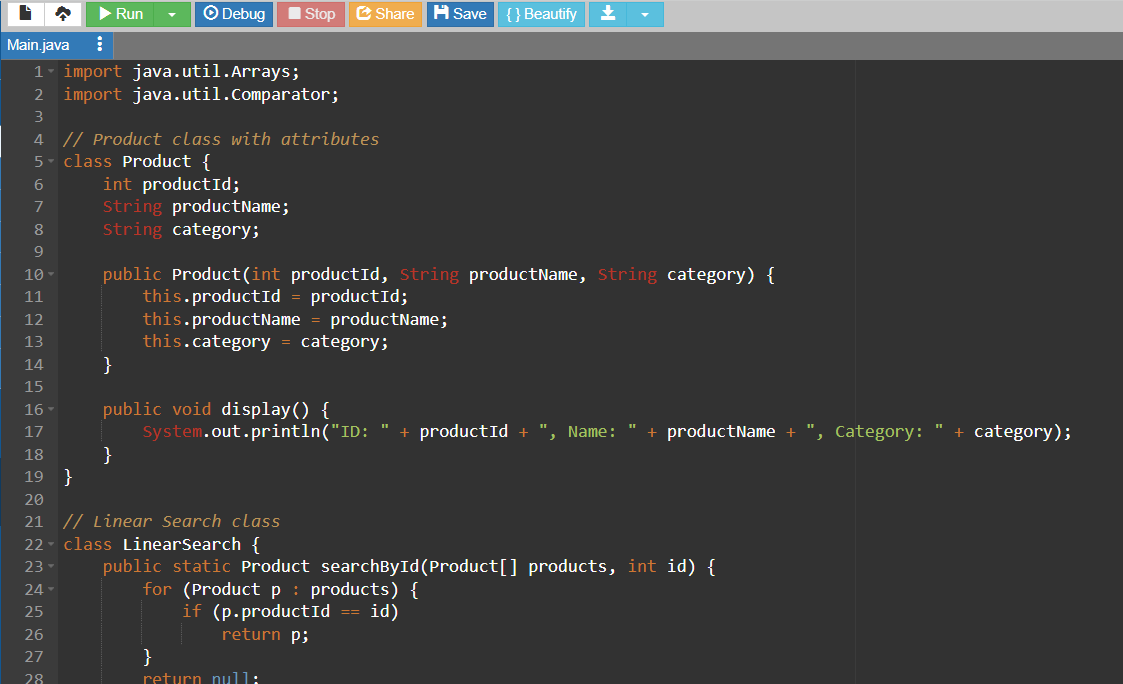 Run Debug Stop Share Save { } Beautify
Main.java
1 import java.util.Arrays;
2 import java.util.Comparator;
3
4 // Product class with attributes
5 class Product {
6     int productId;
7     String productName;
8     String category;
9
10     public Product(int productId, String productName, String category) {
11         this.productId = productId;
12         this.productName = productName;
13         this.category = category;
14     }
15
16     public void display() {
17         System.out.println("ID: " + productId + ", Name: " + productName + ", Category: " + category);
18     }
19 }
20
21 // Linear Search class
22 class LinearSearch {
23     public static Product searchById(Product[] products, int id) {
24         for (Product p : products) {
25             if (p.productId == id)
26                 return p;
27         }
28         return null;